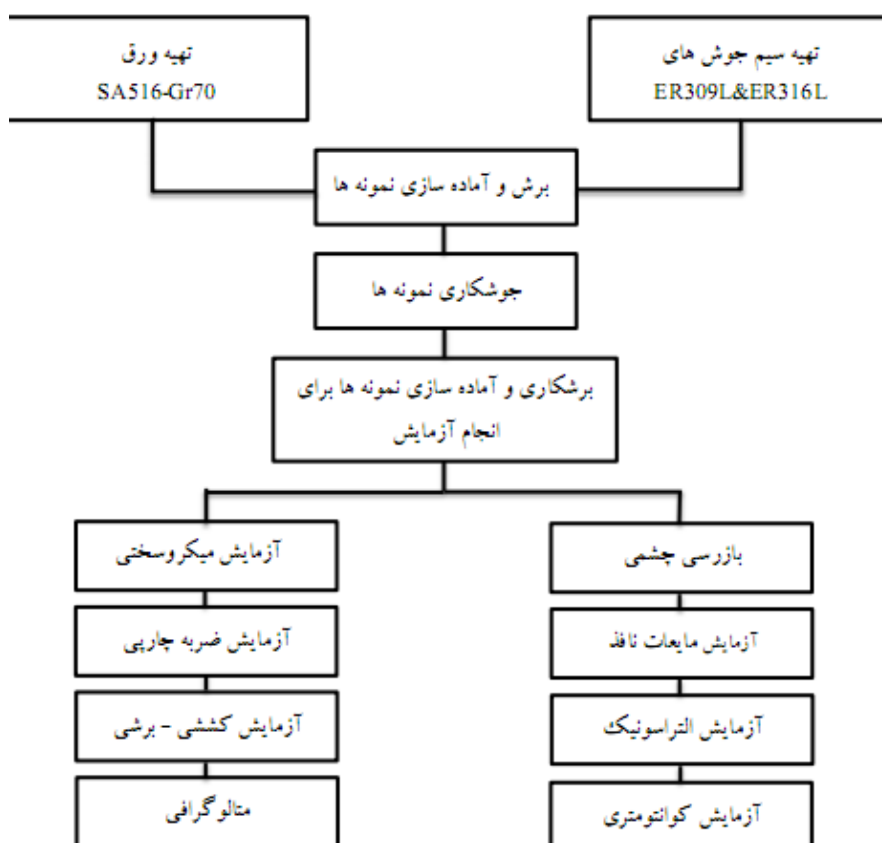 تهیه سیم جوش های
ER309L&ER316L
تهیه ورق
SA516-Gr70
برش و آماده سازی نمونه ها
جوشکاری نمونه ها
برشکاری و آماده سازی نمونه ها برای
انجام آزمایش
بازرسی چشمی
آزمایش مایعات نافذ
آزمایش التراسونیک
آزمایش کوانتومتری
آزمایش میکروسختی
آزمایش ضربه چارپی
آزمایش کششی - برشی
متالوگرافی